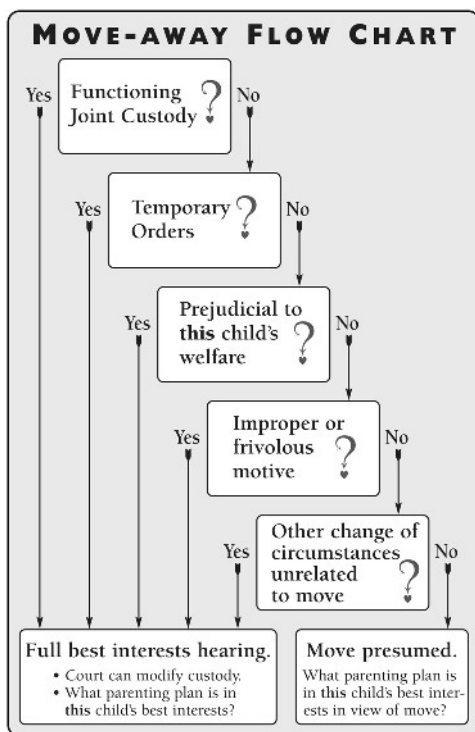 MOVE-AWAY FLOW CHART
Yes
Functioning
Joint Custody ?
No
Yes
Temporary
Orders ?
No
Yes
Prejudicial to
this child's
welfare ?
No
Yes
Improper or
frivolous
motive ?
No
Yes
Other change of
circumstances
unrelated
to move ?
No
Full best interests hearing.
• Court can modify custody.
• What parenting plan is in
this child's best interests?
Move presumed.
What parenting plan is
in this child's best inter-
ests in view of move?